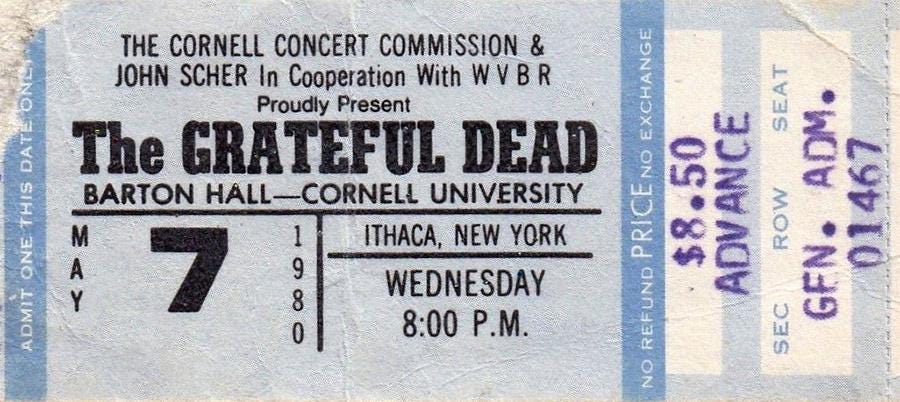 ADMIT ONE THIS DATE ONLY
THE CORNELL CONCERT COMMISSION &
JOHN SCHER In Cooperation With W V B R
Proudly Present
The GRATEFUL DEAD
BARTON HALL—CORNELL UNIVERSITY
MAY
7
1980
ITHACA, NEW YORK
WEDNESDAY
8:00 P.M.
NO REFUND PRICE NO EXCHANGE
$8.50
ADVANCE
SEC ROW SEAT
GEN. ADM.
01467